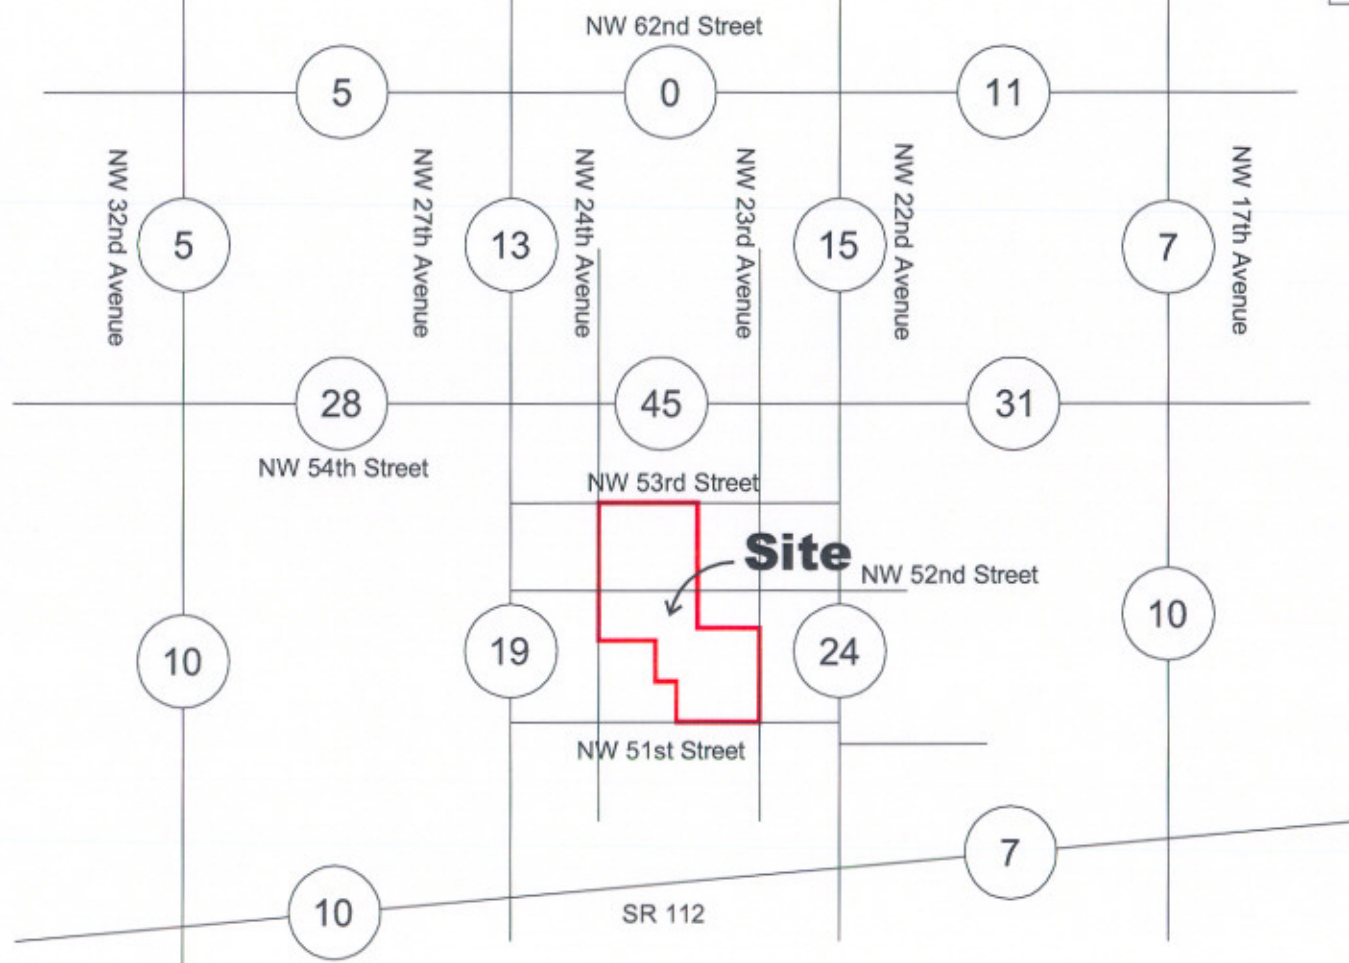 NW 62nd Street
5
0
11
NW 32nd Avenue
NW 27th Avenue
NW 24th Avenue
NW 23rd Avenue
NW 22nd Avenue
NW 17th Avenue
5
13
15
7
28
45
31
NW 54th Street
NW 53rd Street
Site
NW 52nd Street
10
19
24
10
NW 51st Street
7
10
SR 112